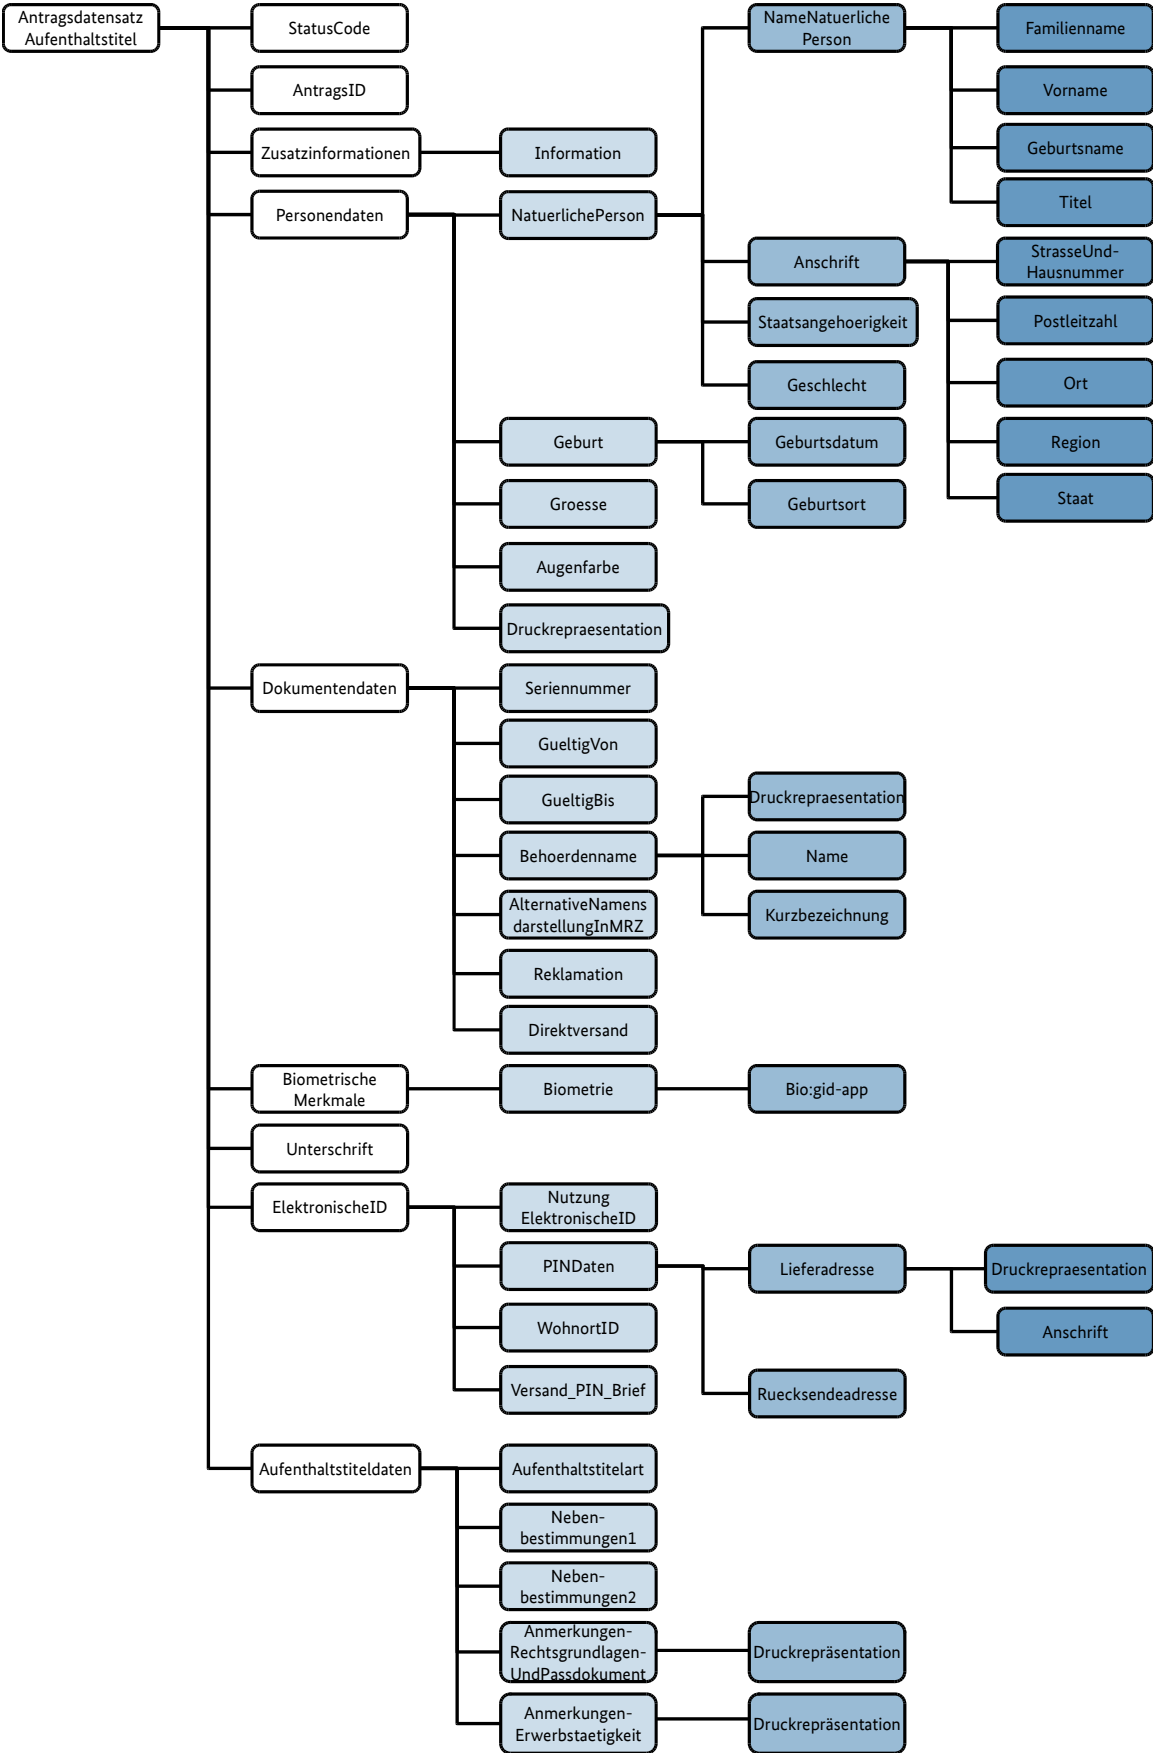 Antragsdatensatz
Aufenthaltstitel
StatusCode
AntragsID
Zusatzinformationen
Information
Personendaten
NatuerlichePerson
NameNatuerliche
Person
Familienname
Vorname
Geburtsname
Titel
Anschrift
StrasseUnd-
Hausnummer
Postleitzahl
Ort
Region
Staat
Staatsangehoerigkeit
Geschlecht
Geburt
Geburtsdatum
Geburtsort
Groesse
Augenfarbe
Druckrepraesentation
Dokumentendaten
Seriennummer
GueltigVon
GueltigBis
Behoerdenname
Druckrepraesentation
Name
Kurzbezeichnung
AlternativeNamens
darstellungInMRZ
Reklamation
Direktversand
Biometrische
Merkmale
Biometrie
Bio:gid-app
Unterschrift
ElektronischeID
Nutzung
ElektronischeID
PINDaten
Lieferadresse
Druckrepraesentation
Anschrift
Ruecksendeadresse
WohnortID
Versand_PIN_Brief
Aufenthaltstiteldaten
Aufenthaltstitelart
Neben-
bestimmungen1
Neben-
bestimmungen2
Anmerkungen-
Rechtsgrundlagen-
UndPassdokument
Druckrepräsentation
Anmerkungen-
Erwerbstaetigkeit
Druckrepräsentation